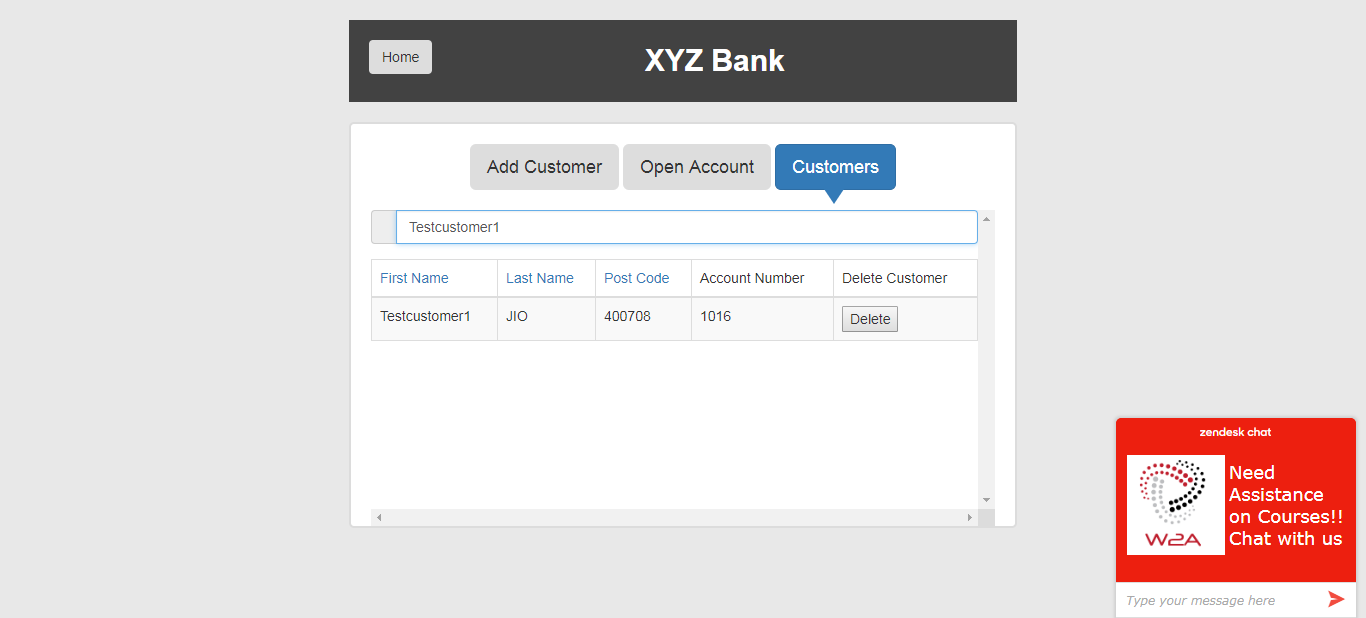 Home
XYZ Bank
Add Customer
Open Account
Customers
Testcustomer1
First Name Last Name Post Code Account Number Delete Customer
Testcustomer1 JIO 400708 1016 Delete
zendesk chat
W2A
Need
Assistance
on Courses!!
Chat with us
Type your message here